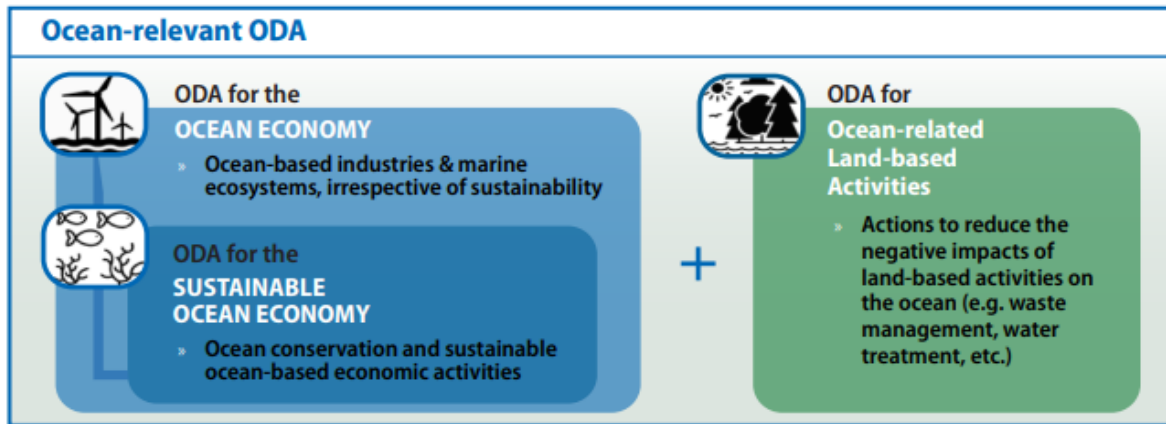 Ocean-relevant ODA
ODA for the
OCEAN ECONOMY
» Ocean-based industries & marine
ecosystems, irrespective of sustainability
ODA for the
SUSTAINABLE
OCEAN ECONOMY
» Ocean conservation and sustainable
ocean-based economic activities
+
ODA for
Ocean-related
Land-based
Activities
» Actions to reduce the
negative impacts of
land-based activities on
the ocean (e.g. waste
management, water
treatment, etc.)